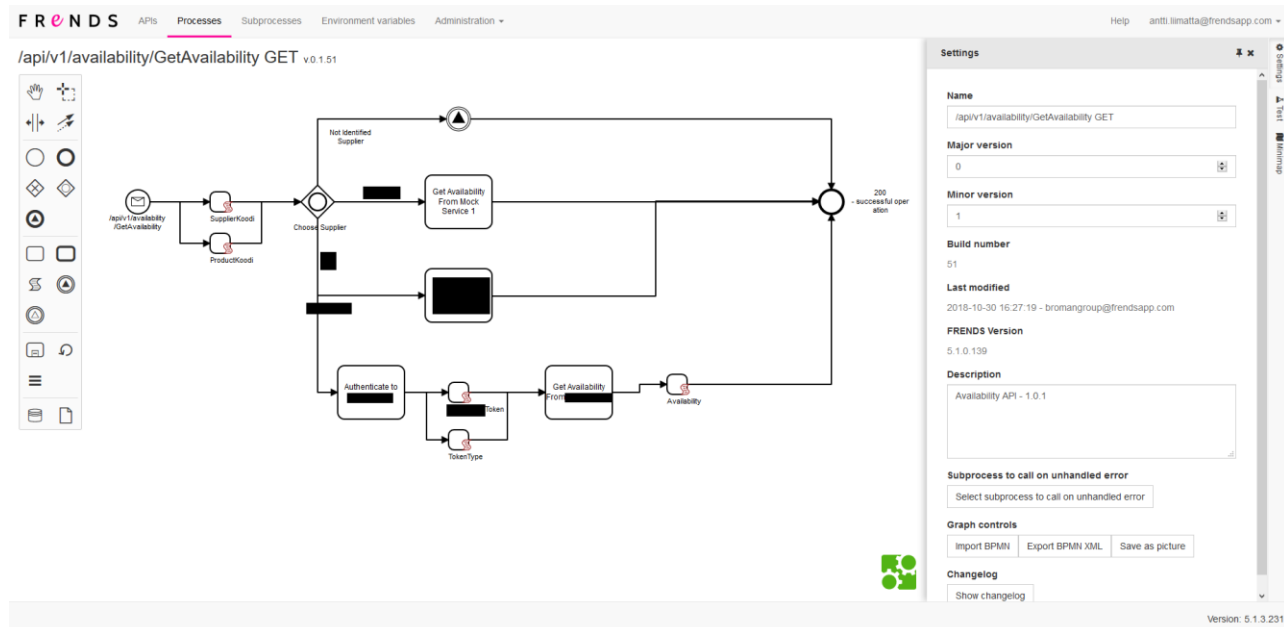 FRENDS APIs Processes Subprocesses Environment variables Administration Help antti.liimatta@frendsapp.com
/api/v1/availability/GetAvailability GET v.0.1.51
Not Identified
Supplier
/api/v1/availability
/GetAvailability
SupplierKoodi
ProductKoodi
Choose Supplier
Get Availability
From Mock
Service 1
200
- successful oper
ation
Authenticate to
Token
TokenType
Get Availability
From
Availability
Settings
Name
/api/v1/availability/GetAvailability GET
Major version
0
Minor version
1
Build number
51
Last modified
2018-10-30 16:27:19 - bromangroup@frendsapp.com
FRENDS Version
5.1.0.139
Description
Availability API - 1.0.1
Subprocess to call on unhandled error
Select subprocess to call on unhandled error
Graph controls
Import BPMN Export BPMN XML Save as picture
Changelog
Show changelog
Settings
Test
Minimap
Version: 5.1.3.231